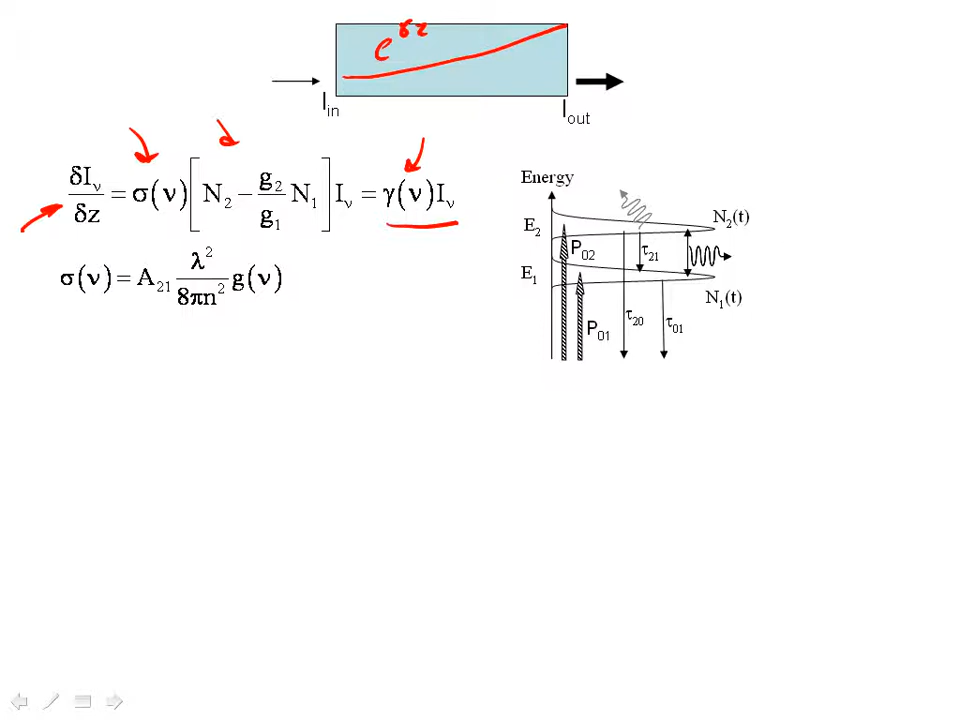 e^γz
I_in
I_out
δI_ν/δz = σ(ν)[N_2 − g_2/g_1 N_1]I_ν = γ(ν)I_ν
σ(ν) = A_21 λ^2/8πn^2 g(ν)
Energy
E_2
N_2(t)
P_02
τ_21
E_1
N_1(t)
P_01
τ_20
τ_01